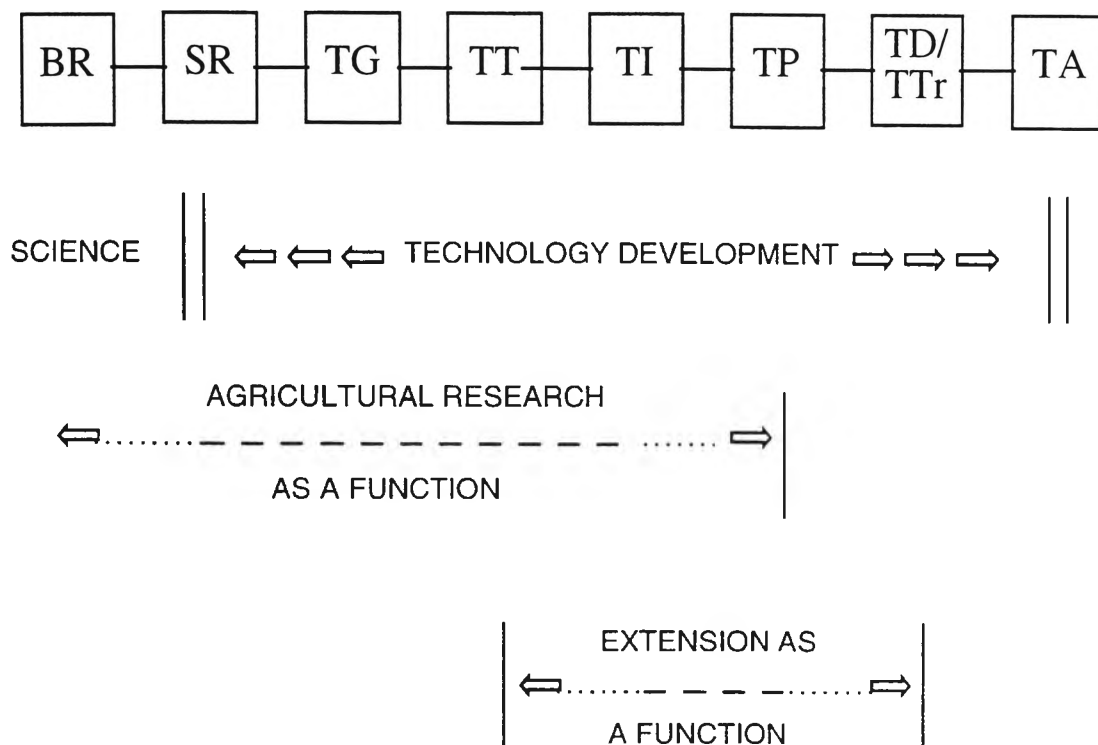 BR SR TG TT TI TP TD/ TA
TTr
SCIENCE TECHNOLOGY DEVELOPMENT
AGRICULTURAL RESEARCH
AS A FUNCTION
EXTENSION AS
A FUNCTION